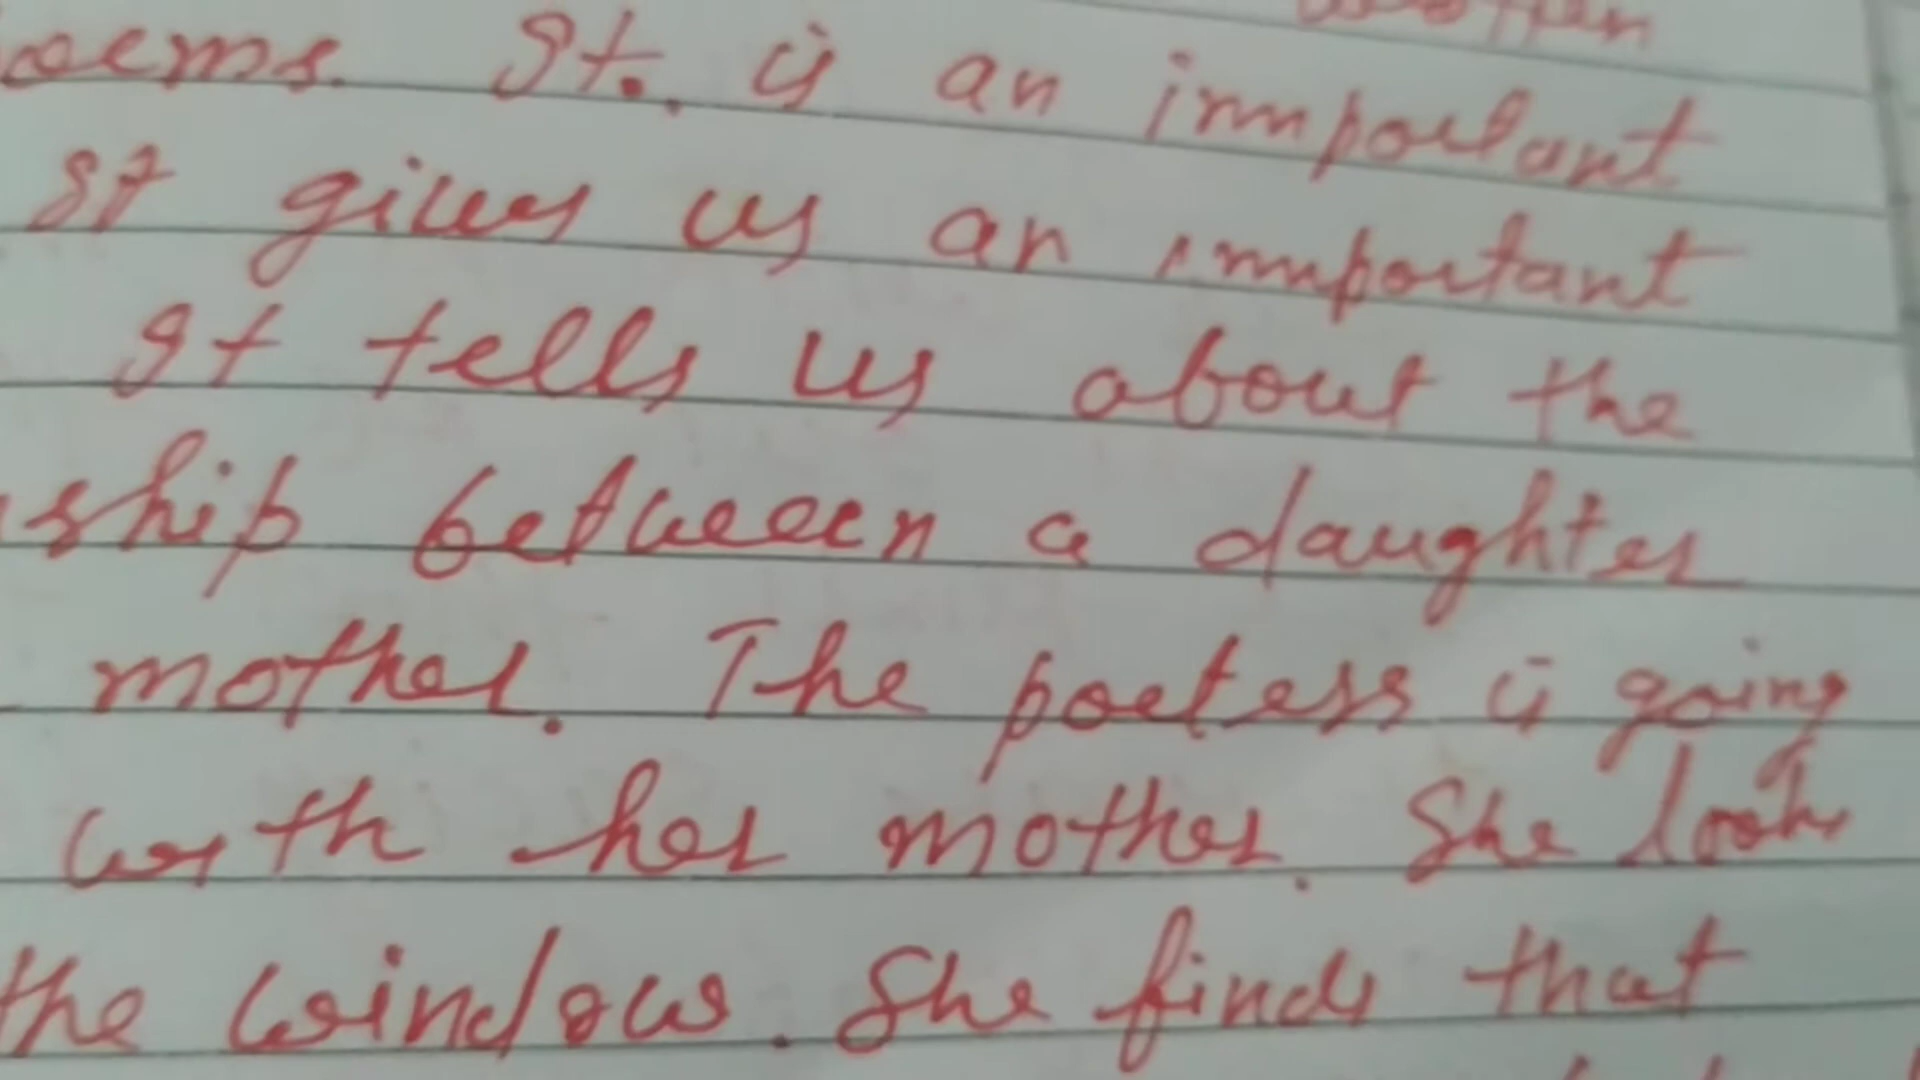 oems. It. is an important
It gives us an important
It tells us about the
ship between a daughter
mother. The poetess is going
with her mother. She looks
the window. She finds that